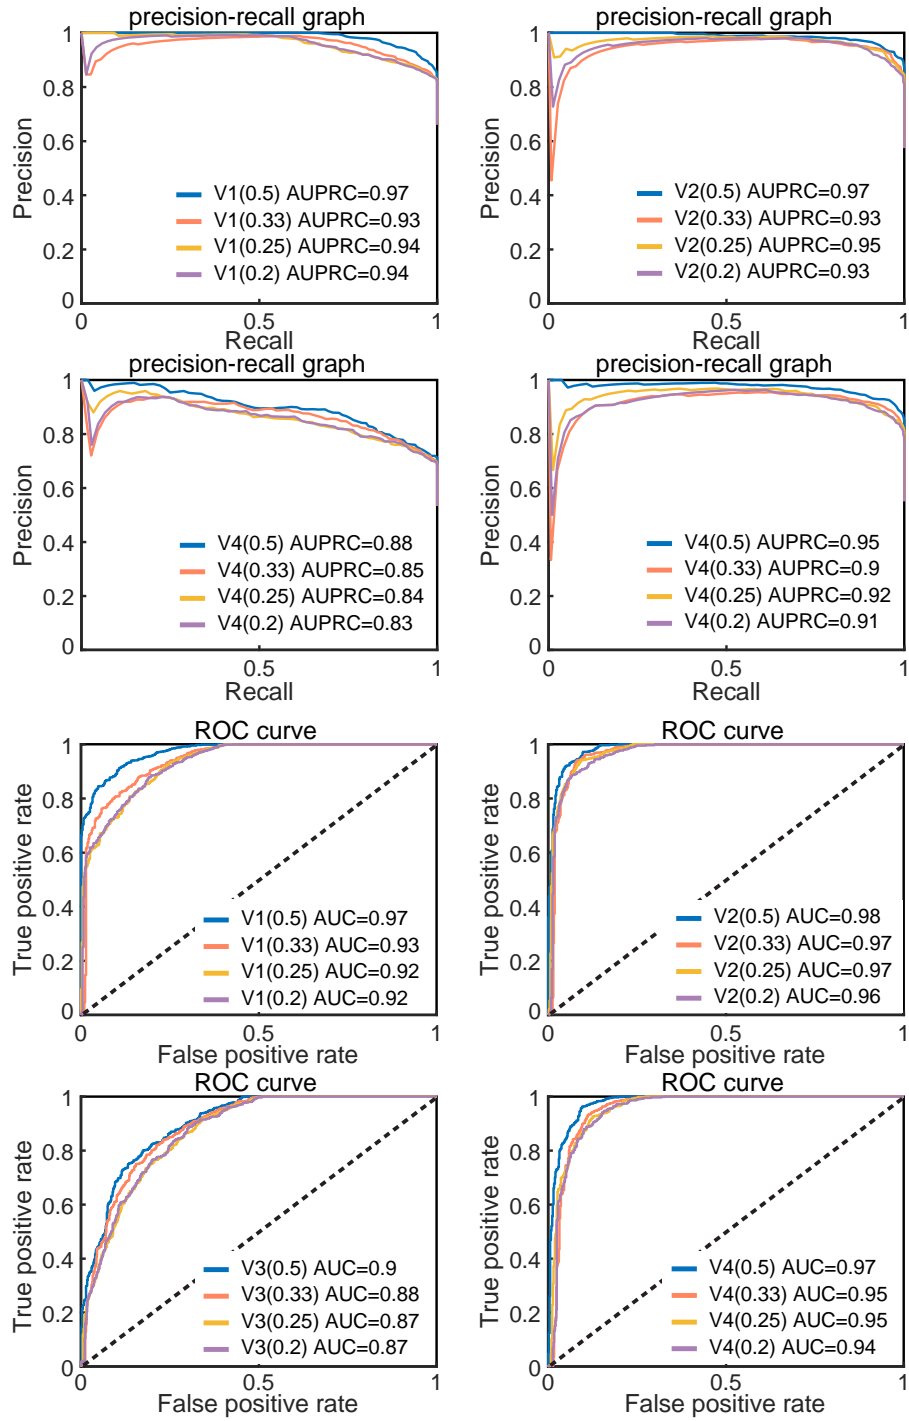 precision-recall graph
1
0.8
0.6
0.4
0.2
0
Precision
V1(0.5) AUPRC=0.97
V1(0.33) AUPRC=0.93
V1(0.25) AUPRC=0.94
V1(0.2) AUPRC=0.94
0 0.5 1
Recall
precision-recall graph
1
0.8
0.6
0.4
0.2
0
Precision
V2(0.5) AUPRC=0.97
V2(0.33) AUPRC=0.93
V2(0.25) AUPRC=0.95
V2(0.2) AUPRC=0.93
0 0.5 1
Recall
precision-recall graph
1
0.8
0.6
0.4
0.2
0
Precision
V4(0.5) AUPRC=0.88
V4(0.33) AUPRC=0.85
V4(0.25) AUPRC=0.84
V4(0.2) AUPRC=0.83
0 0.5 1
Recall
precision-recall graph
1
0.8
0.6
0.4
0.2
0
Precision
V4(0.5) AUPRC=0.95
V4(0.33) AUPRC=0.9
V4(0.25) AUPRC=0.92
V4(0.2) AUPRC=0.91
0 0.5 1
Recall
ROC curve
1
0.8
0.6
0.4
0.2
0
True positive rate
V1(0.5) AUC=0.97
V1(0.33) AUC=0.93
V1(0.25) AUC=0.92
V1(0.2) AUC=0.92
0 0.5 1
False positive rate
ROC curve
1
0.8
0.6
0.4
0.2
0
True positive rate
V2(0.5) AUC=0.98
V2(0.33) AUC=0.97
V2(0.25) AUC=0.97
V2(0.2) AUC=0.96
0 0.5 1
False positive rate
ROC curve
1
0.8
0.6
0.4
0.2
0
True positive rate
V3(0.5) AUC=0.9
V3(0.33) AUC=0.88
V3(0.25) AUC=0.87
V3(0.2) AUC=0.87
0 0.5 1
False positive rate
ROC curve
1
0.8
0.6
0.4
0.2
0
True positive rate
V4(0.5) AUC=0.97
V4(0.33) AUC=0.95
V4(0.25) AUC=0.95
V4(0.2) AUC=0.94
0 0.5 1
False positive rate